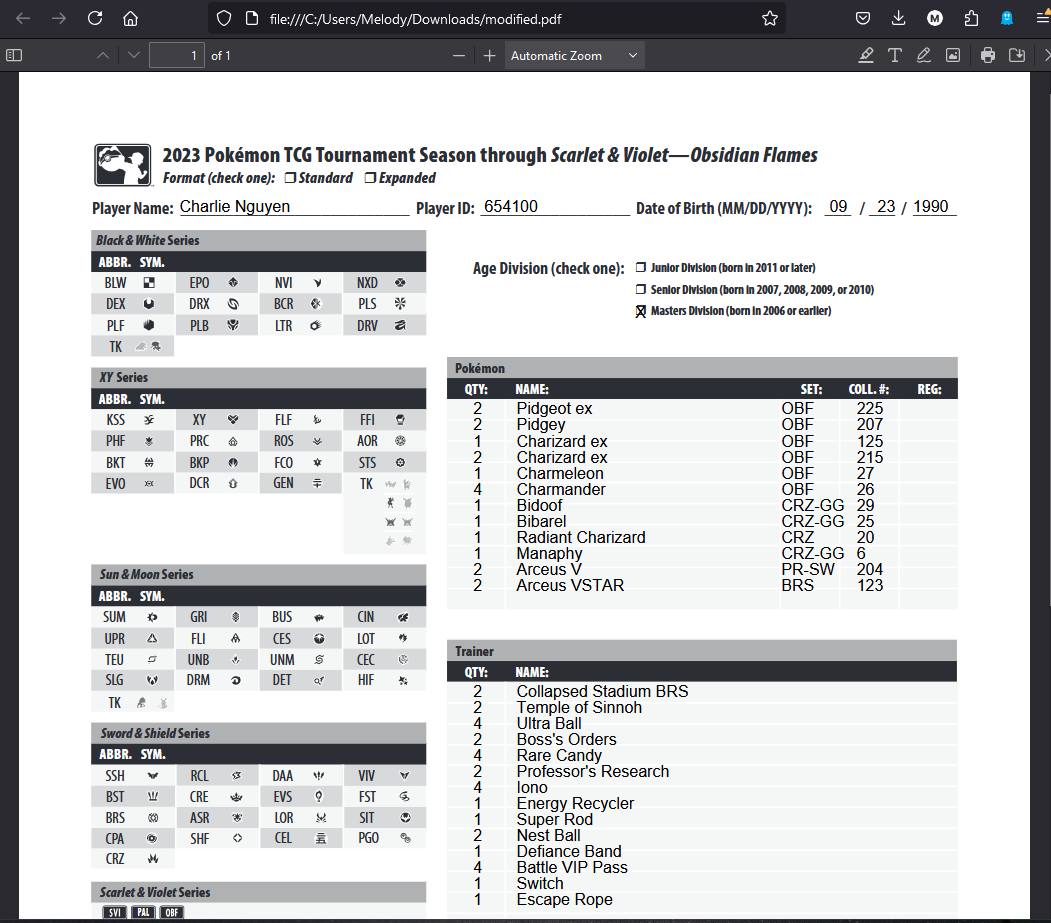 file:///C:/Users/Melody/Downloads/modified.pdf
M
1 of 1
Automatic Zoom
2023 Pokémon TCG Tournament Season through Scarlet & Violet—Obsidian Flames
Format (check one): Standard Expanded
Player Name: Charlie Nguyen Player ID: 654100 Date of Birth (MM/DD/YYYY): 09 / 23 / 1990
Black & White Series
ABBR. SYM.
BLW EPO NVI NXD
DEX DRX BCR PLS
PLF PLB LTR DRV
TK
XY Series
ABBR. SYM.
KSS XY FLF FFI
PHF PRC ROS AOR
BKT BKP FCO STS
EVO DCR GEN TK
Sun & Moon Series
ABBR. SYM.
SUM GRI BUS CIN
UPR FLI CES LOT
TEU UNB UNM CEC
SLG DRM DET HIF
TK
Sword & Shield Series
ABBR. SYM.
SSH RCL DAA VIV
BST CRE EVS FST
BRS ASR LOR SIT
CPA SHF CEL PGO
CRZ
Scarlet & Violet Series
SVI PAL OBF
Age Division (check one): Junior Division (born in 2011 or later)
Senior Division (born in 2007, 2008, 2009, or 2010)
Masters Division (born in 2006 or earlier)
Pokémon
QTY: NAME: SET: COLL. #: REG:
2 Pidgeot ex OBF 225
2 Pidgey OBF 207
1 Charizard ex OBF 125
2 Charizard ex OBF 215
1 Charmeleon OBF 27
4 Charmander OBF 26
1 Bidoof CRZ-GG 29
1 Bibarel CRZ-GG 25
1 Radiant Charizard CRZ 20
1 Manaphy CRZ-GG 6
2 Arceus V PR-SW 204
2 Arceus VSTAR BRS 123
Trainer
QTY: NAME:
2 Collapsed Stadium BRS
2 Temple of Sinnoh
4 Ultra Ball
2 Boss's Orders
4 Rare Candy
2 Professor's Research
4 Iono
1 Energy Recycler
1 Super Rod
2 Nest Ball
1 Defiance Band
4 Battle VIP Pass
1 Switch
1 Escape Rope